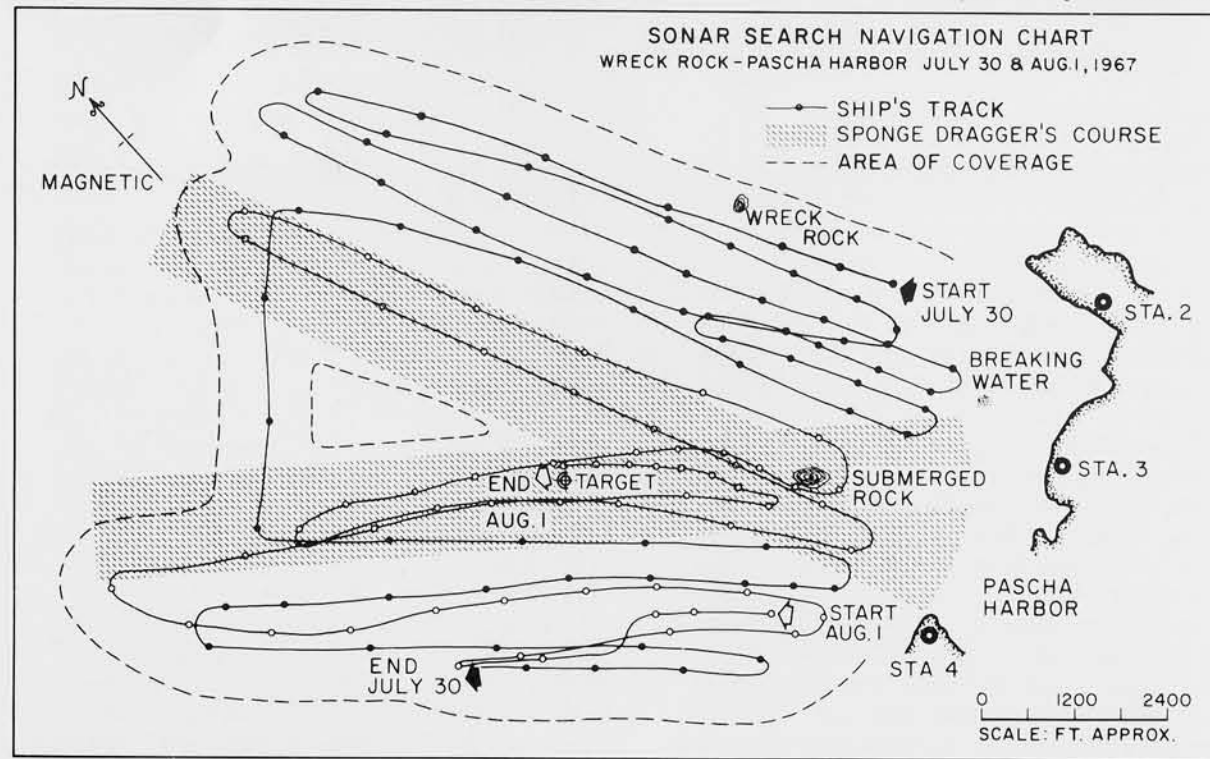 SONAR SEARCH NAVIGATION CHART
WRECK ROCK-PASCHA HARBOR JULY 30 & AUG.1, 1967
SHIP'S TRACK
SPONGE DRAGGER'S COURSE
AREA OF COVERAGE
N
MAGNETIC
WRECK
ROCK
START
JULY 30
STA. 2
BREAKING
WATER
STA. 3
SUBMERGED
ROCK
END
TARGET
AUG. 1
PASCHA
HARBOR
START
AUG.1
STA 4
END
JULY 30
0 1200 2400
SCALE: FT. APPROX.